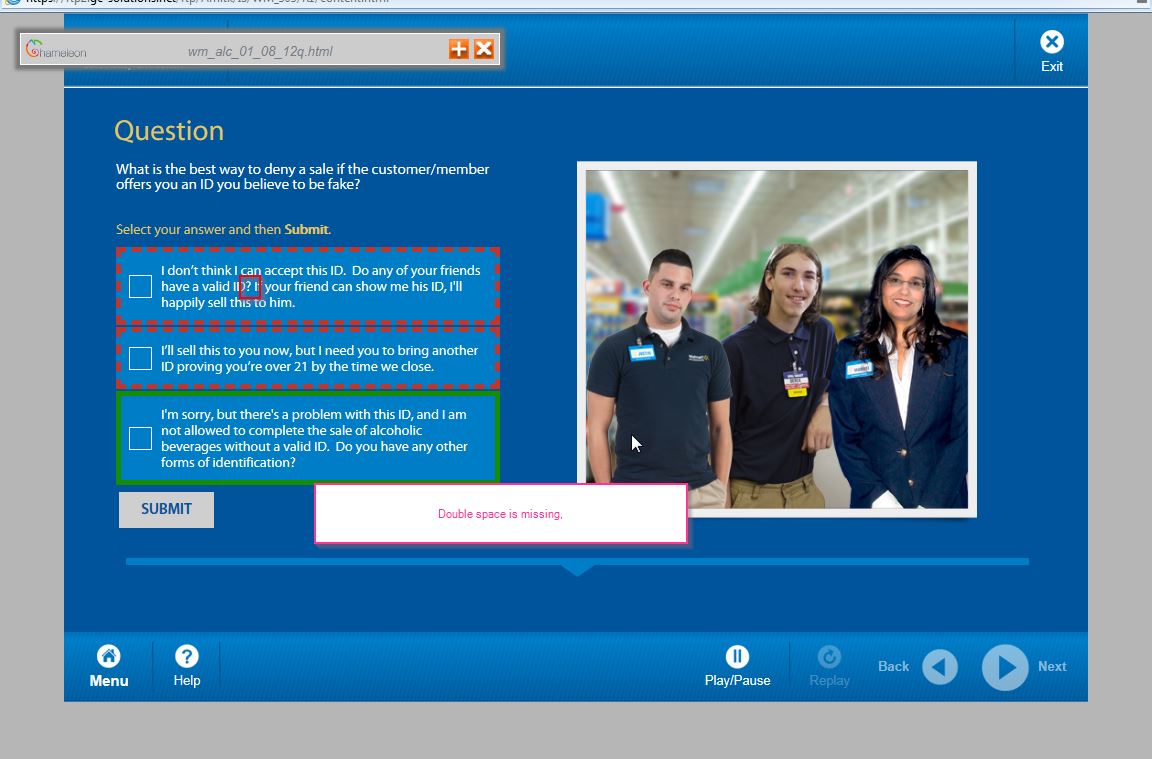 hameleon
wm_alc_01_08_12q.html
Exit
Question
What is the best way to deny a sale if the customer/member
offers you an ID you believe to be fake?
Select your answer and then Submit.
I don’t think I can accept this ID.  Do any of your friends
have a valid ID? If your friend can show me his ID, I'll
happily sell this to him.
I’ll sell this to you now, but I need you to bring another
ID proving you’re over 21 by the time we close.
I'm sorry, but there's a problem with this ID, and I am
not allowed to complete the sale of alcoholic
beverages without a valid ID.  Do you have any other
forms of identification?
SUBMIT
Double space is missing,
Walmart
Menu
Help
Play/Pause
Replay
Back
Next